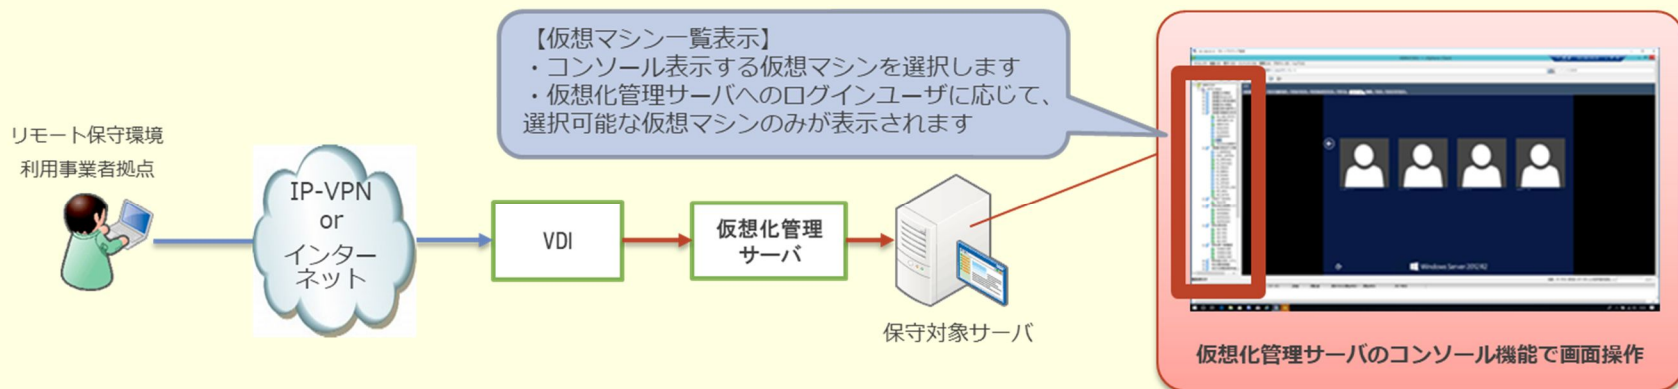 【仮想マシン一覧表示】
・コンソール表示する仮想マシンを選択します
・仮想化管理サーバへのログインユーザに応じて、
選択可能な仮想マシンのみが表示されます
リモート保守環境
利用事業者拠点
IP-VPN
or
インター
ネット
VDI
仮想化管理
サーバ
保守対象サーバ
Windows Server 2012 R2
仮想化管理サーバのコンソール機能で画面操作